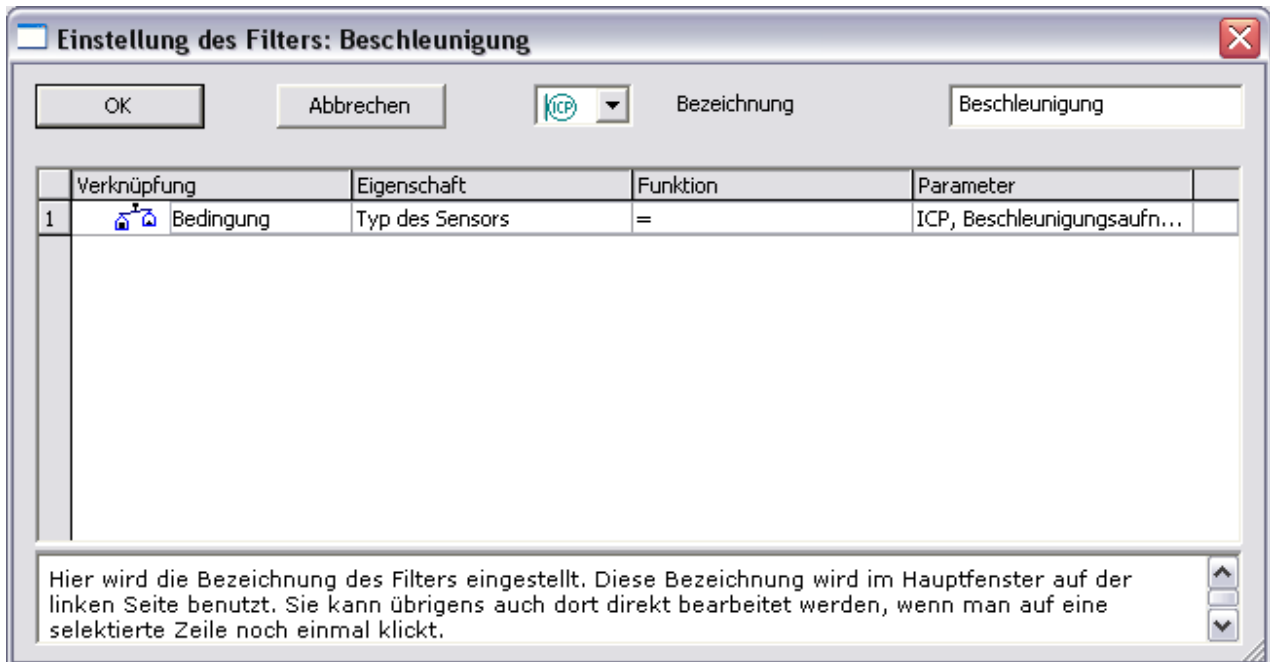 Einstellung des Filters: Beschleunigung
OK Abbrechen ICP Bezeichnung Beschleunigung
Verknüpfung Eigenschaft Funktion Parameter
1 Bedingung Typ des Sensors = ICP, Beschleunigungsaufn...
Hier wird die Bezeichnung des Filters eingestellt. Diese Bezeichnung wird im Hauptfenster auf der
linken Seite benutzt. Sie kann übrigens auch dort direkt bearbeitet werden, wenn man auf eine
selektierte Zeile noch einmal klickt.